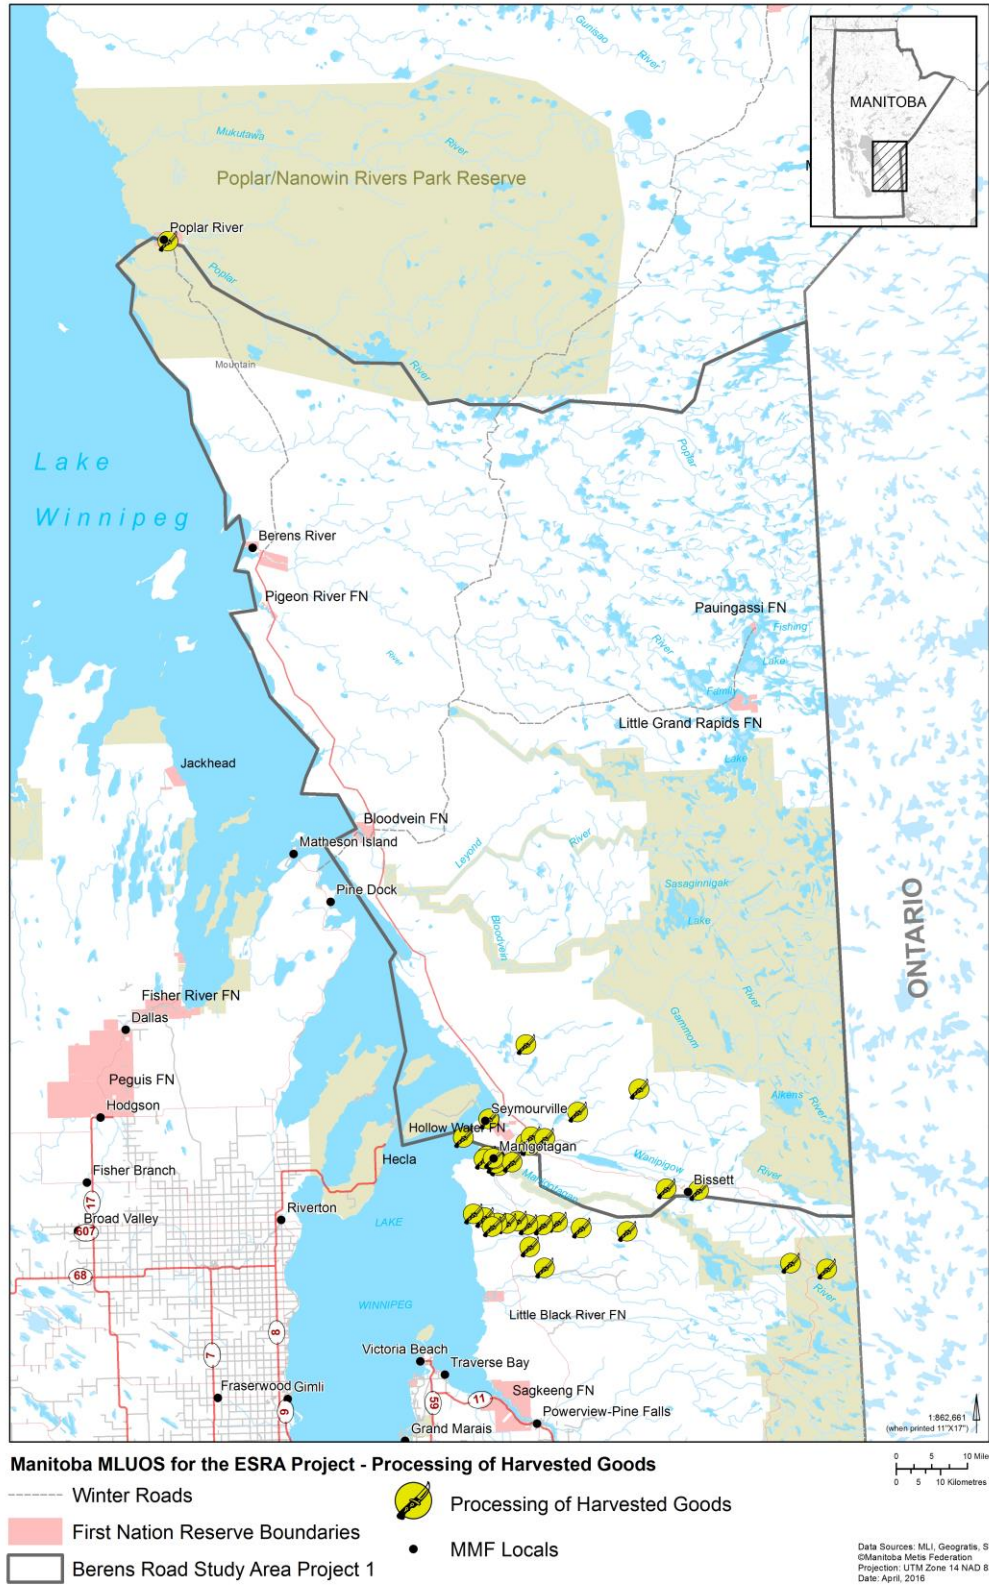 Gunisao
River
MANITOBA
Mukutawa
River
Poplar/Nanowin Rivers Park Reserve
Poplar River
Poplar
Mountain
River
Poplar
Lake
Winnipeg
Berens River
Pigeon River FN
Pauingassi FN
Fishing
River
Lake
River
Family
Little Grand Rapids FN
Lake
Jackhead
Bloodvein FN
Matheson Island
Leyond
River
Pine Dock
Sasaginnigak
Lake
Bloodvein
ONTARIO
River
Fisher River FN
Gammom
Dallas
Peguis FN
Hodgson
Aikens
River
Seymourville
Hollow Water FN
Manigotagan
Hecla
Wanipigow
River
Manigotagan
Bissett
Fisher Branch
17
Riverton
LAKE
Broad Valley
607
68
River
WINNIPEG
Little Black River FN
8
7
Victoria Beach
Traverse Bay
Sagkeeng FN
Fraserwood
Gimli
59
11
9
Powerview-Pine Falls
Grand Marais
1:862,661
(when printed 11"X17")
Manitoba MLUOS for the ESRA Project - Processing of Harvested Goods
0 5 10 Mile
0 5 10 Kilometres
Winter Roads
Processing of Harvested Goods
First Nation Reserve Boundaries
MMF Locals
Berens Road Study Area Project 1
Data Sources: MLI, Geogratis, S
©Manitoba Metis Federation
Projection: UTM Zone 14 NAD 8
Date: April, 2016